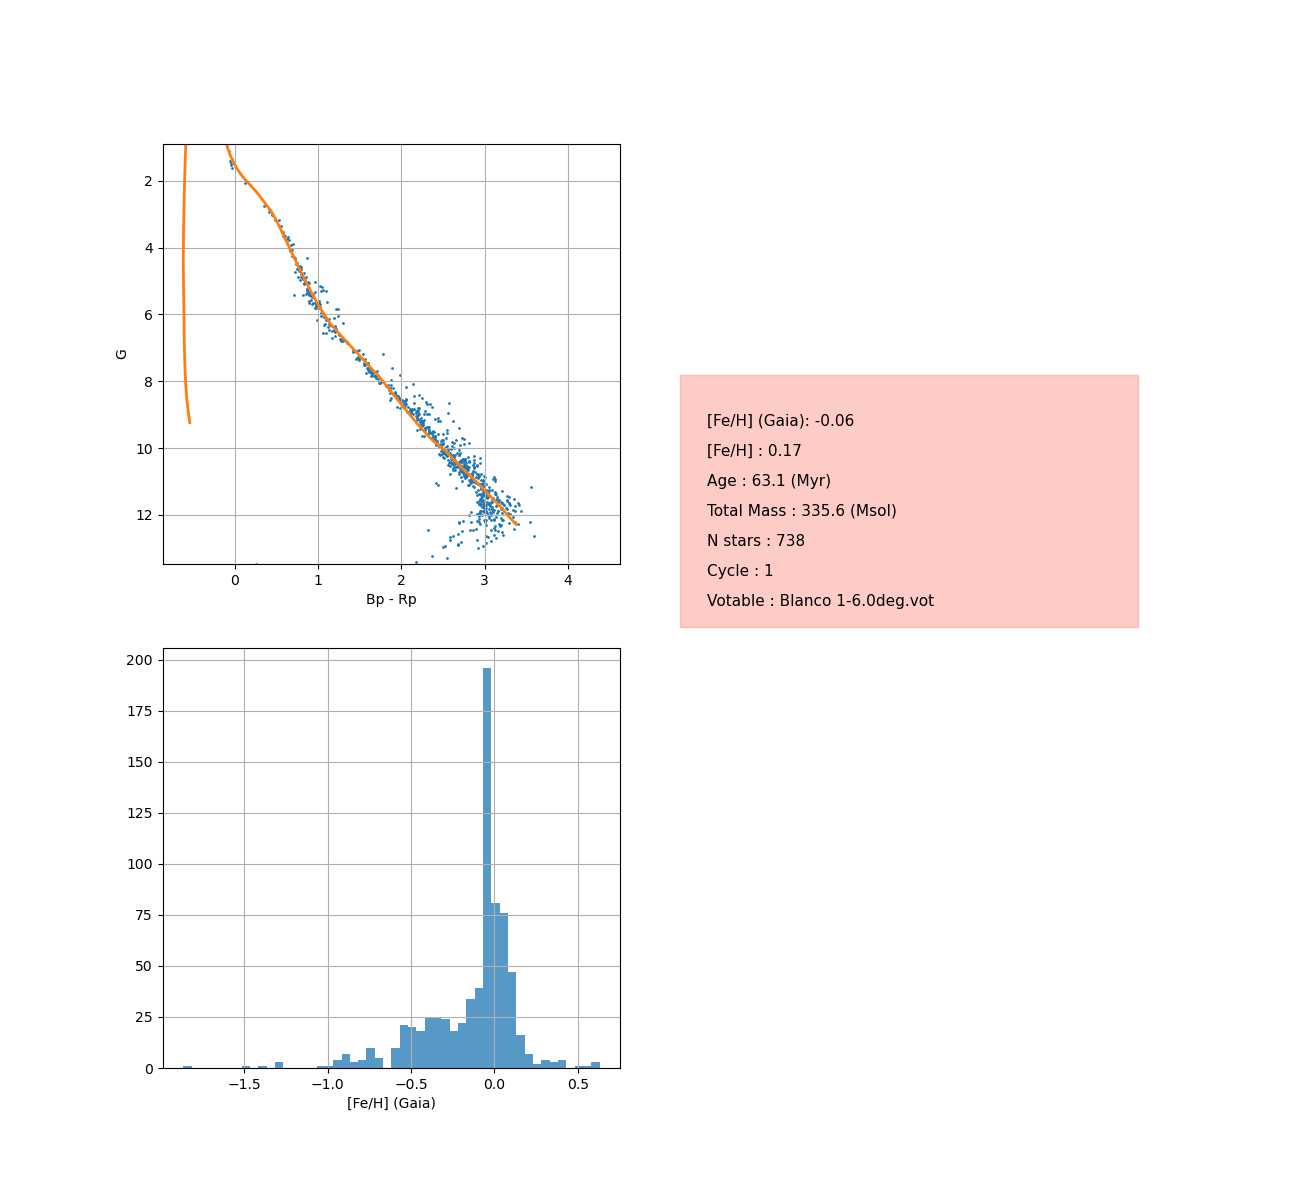 2
4
6
8
10
12
G
0 1 2 3 4
Bp - Rp
[Fe/H] (Gaia): -0.06
[Fe/H] : 0.17
Age : 63.1 (Myr)
Total Mass : 335.6 (Msol)
N stars : 738
Cycle : 1
Votable : Blanco 1-6.0deg.vot
200
175
150
125
100
75
50
25
0
−1.5 −1.0 −0.5 0.0 0.5
[Fe/H] (Gaia)